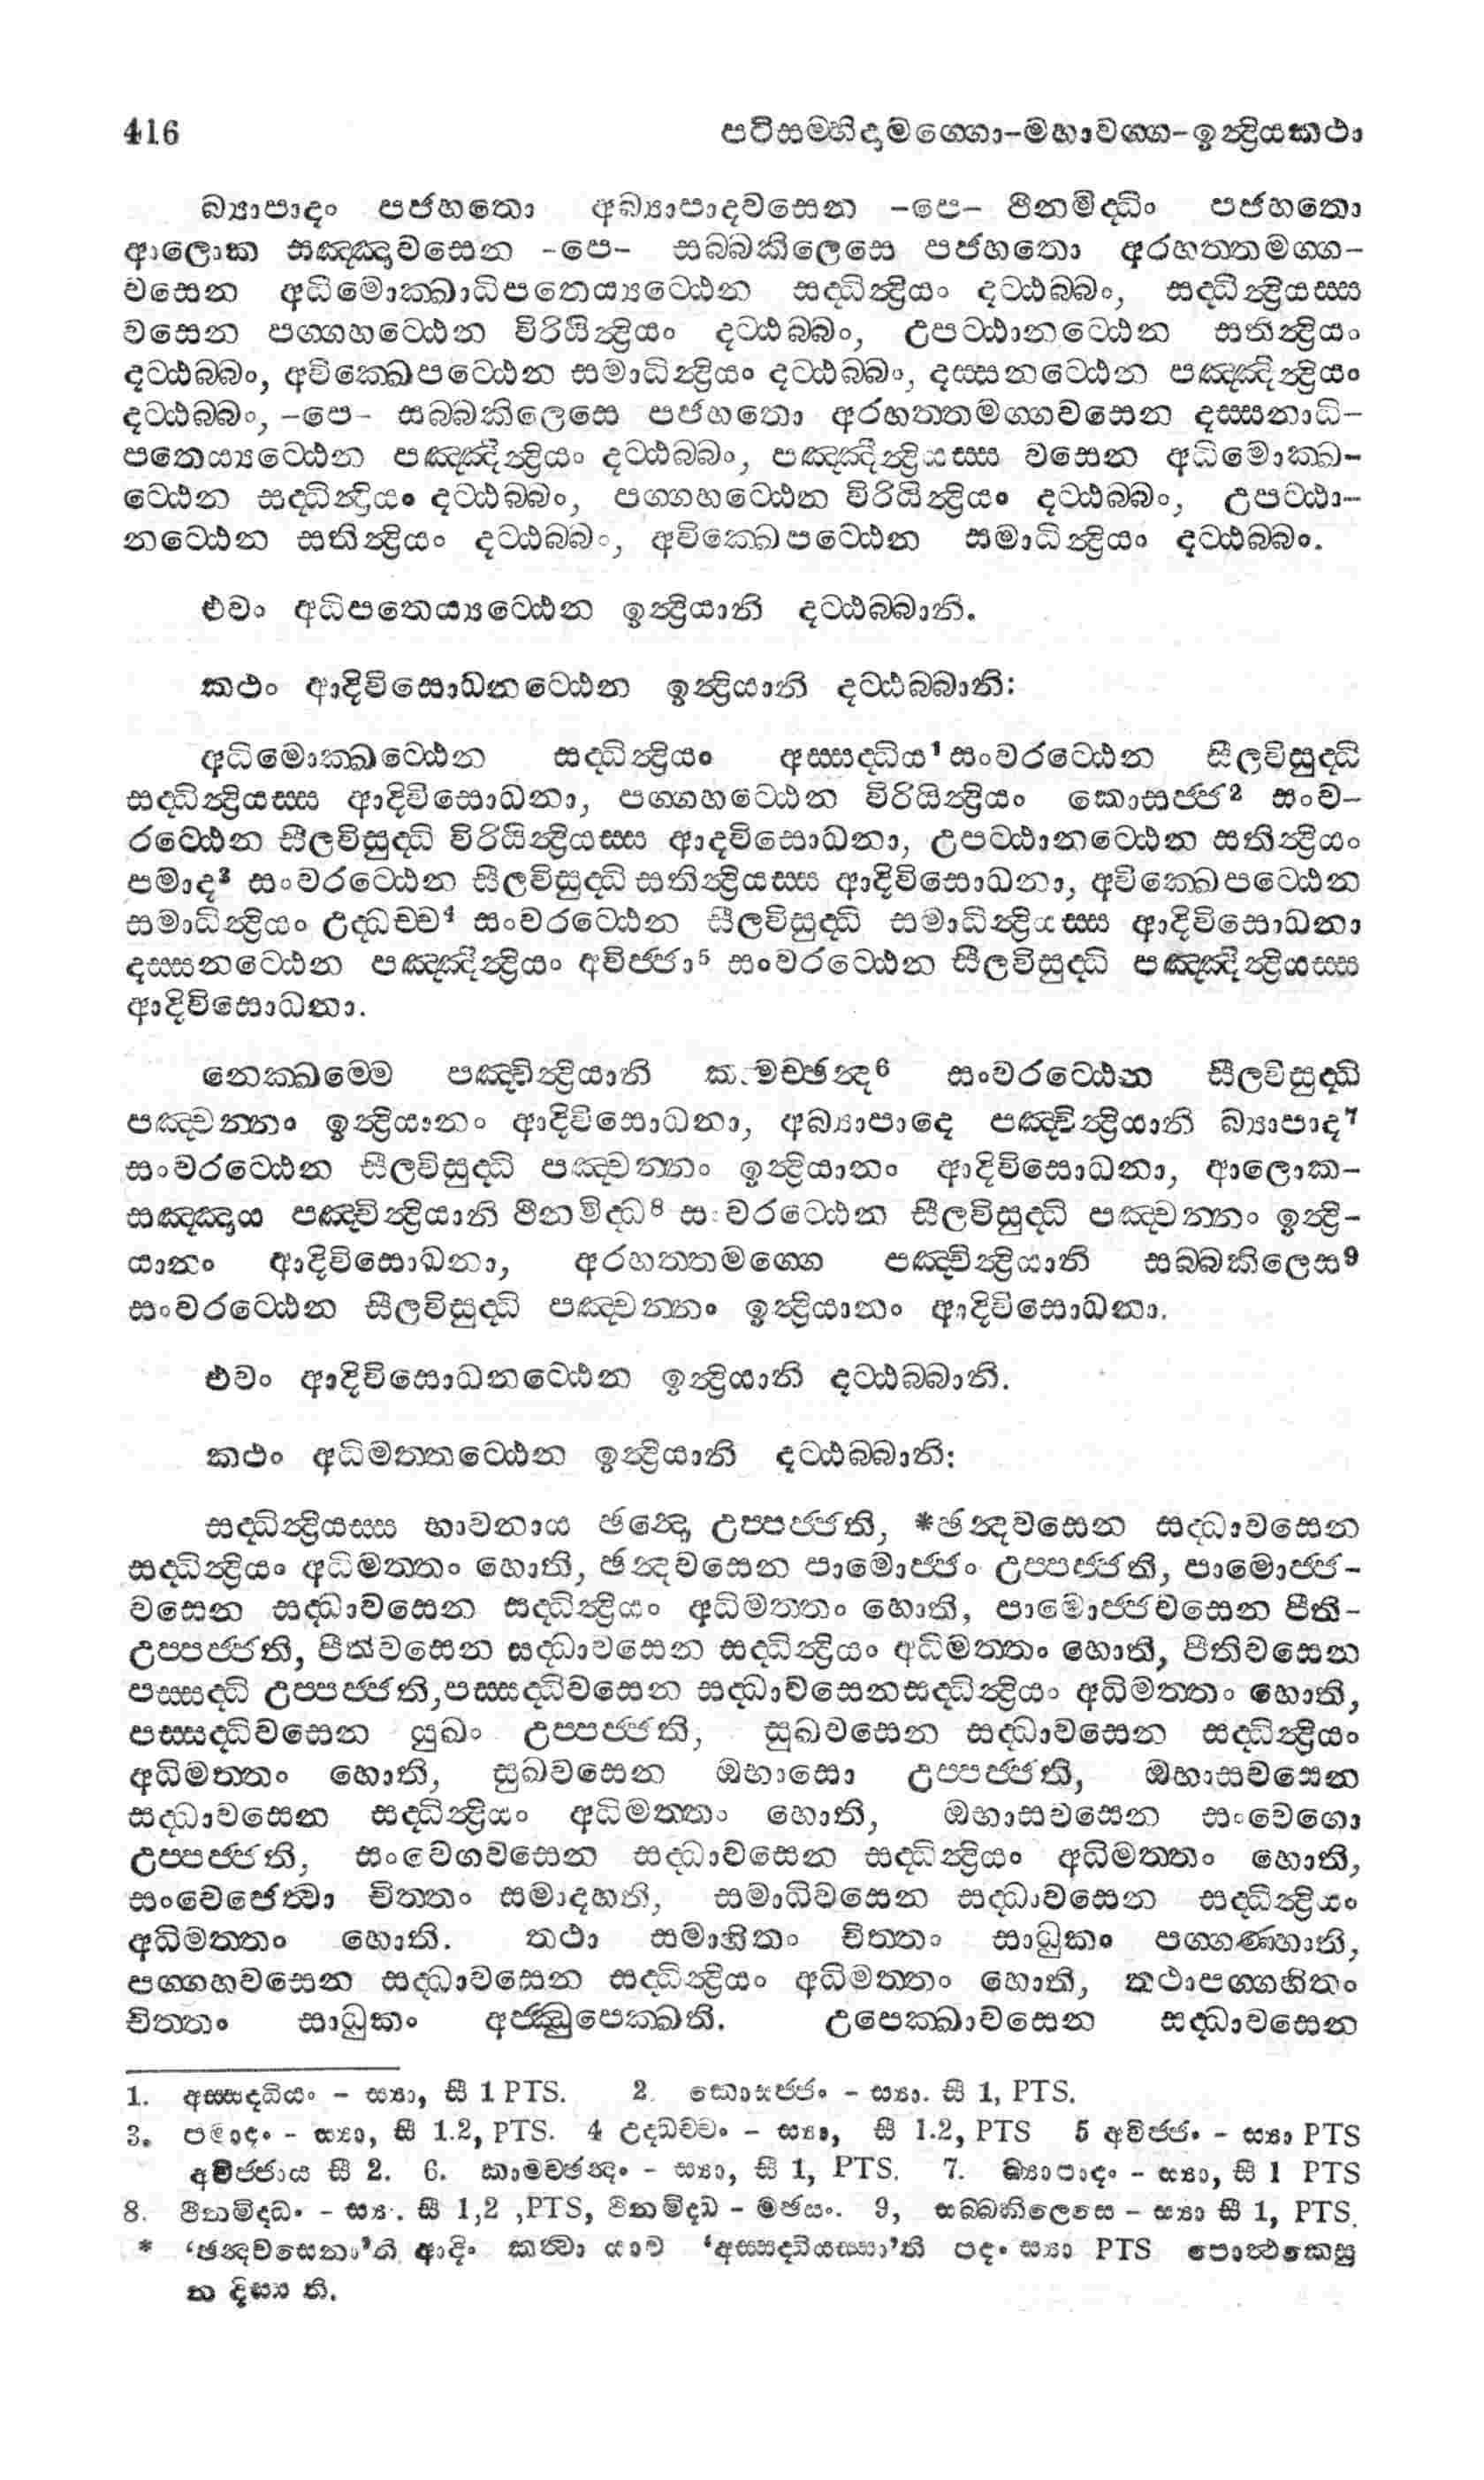 416 පටිසම්භිදාමග්ගො-මහාවග්ග-ඉන්ද්‍රියකථා
බ්‍යාපාදං පජහතො අබ්‍යාපාදවසෙන -පෙ- ථීනමිද්ධිං පජහතො
ආලොක සඤ්ඤාවසෙන -පෙ- සබ්බකිලෙසෙ පජහතො අරහත්තමග්ග-
වසෙන අධිමොක්ඛාධිපතෙය්‍යට්ඨෙන සද්ධින්ද්‍රියං දට්ඨබ්බං, සද්ධින්ද්‍රියස්ස
වසෙන පග්ගහට්ඨෙන විරියින්ද්‍රියං දට්ඨබ්බං, උපට්ඨානට්ඨෙන සතින්ද්‍රියං
දට්ඨබ්බං, අවික්ඛෙපට්ඨෙන සමාධින්ද්‍රියං දට්ඨබ්බං, දස්සනට්ඨෙන පඤ්ඤින්ද්‍රියං
දට්ඨබ්බං, -පෙ- සබ්බකිලෙසෙ පජහතො අරහත්තමග්ගවසෙන දස්සනාධි-
පතෙය්‍යට්ඨෙන පඤ්ඤින්ද්‍රියං දට්ඨබ්බං, පඤ්ඤින්ද්‍රියස්ස වසෙන අධිමොක්ඛ-
ට්ඨෙන සද්ධින්ද්‍රියං දට්ඨබ්බං, පග්ගහට්ඨෙන විරියින්ද්‍රියං දට්ඨබ්බං, උපට්ඨා-
නට්ඨෙන සතින්ද්‍රියං දට්ඨබ්බං, අවික්ඛෙපට්ඨෙන සමාධින්ද්‍රියං දට්ඨබ්බං.
එවං අධිපතෙය්‍යට්ඨෙන ඉන්ද්‍රියානි දට්ඨබ්බානි.
කථං ආදිවිසොධනට්ඨෙන ඉන්ද්‍රියානි දට්ඨබ්බානි:
අධිමොක්ඛට්ඨෙන සද්ධින්ද්‍රියං අස්සද්ධිය¹ සංවරට්ඨෙන සීලවිසුද්ධි
සද්ධින්ද්‍රියස්ස ආදිවිසොධනා, පග්ගහට්ඨෙන විරියින්ද්‍රියං කොසජ්ජ² සංව-
රට්ඨෙන සීලවිසුද්ධි විරියින්ද්‍රියස්ස ආදවිසොධනා, උපට්ඨානට්ඨෙන සතින්ද්‍රියං
පමාද³ සංවරට්ඨෙන සීලවිසුද්ධි සතින්ද්‍රියස්ස ආදිවිසොධනා, අවික්ඛෙපට්ඨෙන
සමාධින්ද්‍රියං උද්ධච්ච⁴ සංවරට්ඨෙන සීලවිසුද්ධි සමාධින්ද්‍රියස්ස ආදිවිසොධනා
දස්සනට්ඨෙන පඤ්ඤින්ද්‍රියං අවිජ්ජා⁵ සංවරට්ඨෙන සීලවිසුද්ධි පඤ්ඤින්ද්‍රියස්ස
ආදිවිසොධනා.
නෙක්ඛම්මෙ පඤ්චින්ද්‍රියානි කාමච්ඡන්ද⁶ සංවරට්ඨෙන සීලවිසුද්ධි
පඤ්චන්නං ඉන්ද්‍රියානං ආදිවිසොධනා, අබ්‍යාපාදෙ පඤ්චින්ද්‍රියානි බ්‍යාපාද⁷
සංවරට්ඨෙන සීලවිසුද්ධි පඤ්චන්නං ඉන්ද්‍රියානං ආදිවිසොධනා, ආලොක-
සඤ්ඤාය පඤ්චින්ද්‍රියානි ථීනමිද්ධ⁸ සංවරට්ඨෙන සීලවිසුද්ධි පඤ්චන්නං ඉන්ද්‍රි-
යානං ආදිවිසොධනා, අරහත්තමග්ගෙ පඤ්චින්ද්‍රියානි සබ්බකිලෙස⁹
සංවරට්ඨෙන සීලවිසුද්ධි පඤ්චන්නං ඉන්ද්‍රියානං ආදිවිසොධනා.
එවං ආදිවිසොධනට්ඨෙන ඉන්ද්‍රියානි දට්ඨබ්බානි.
කථං අධිමත්තට්ඨෙන ඉන්ද්‍රියානි දට්ඨබ්බානි:
සද්ධින්ද්‍රියස්ස භාවනාය ඡන්දො උප්පජ්ජති, *ඡන්දවසෙන සද්ධාවසෙන
සද්ධින්ද්‍රියං අධිමත්තං හොති, ඡන්දවසෙන පාමොජ්ජං උප්පජ්ජති, පාමොජ්ජ-
වසෙන සද්ධාවසෙන සද්ධින්ද්‍රියං අධිමත්තං හොති, පාමොජ්ජවසෙන පීති-
උප්පජ්ජති, පීතිවසෙන සද්ධාවසෙන සද්ධින්ද්‍රියං අධිමත්තං හොති, පීතිවසෙන
පස්සද්ධි උප්පජ්ජති,පස්සද්ධිවසෙන සද්ධාවසෙනසද්ධින්ද්‍රියං අධිමත්තං හොති,
පස්සද්ධිවසෙන සුඛං උප්පජ්ජති, සුඛවසෙන සද්ධාවසෙන සද්ධින්ද්‍රියං
අධිමත්තං හොති, සුඛවසෙන ඔභාසො උප්පජ්ජති, ඔභාසවසෙන
සද්ධාවසෙන සද්ධින්ද්‍රියං අධිමත්තං හොති, ඔභාසවසෙන සංවෙගො
උප්පජ්ජති, සංවෙගවසෙන සද්ධාවසෙන සද්ධින්ද්‍රියං අධිමත්තං හොති,
සංවෙජෙත්වා චිත්තං සමාදහති, සමාධිවසෙන සද්ධාවසෙන සද්ධින්ද්‍රියං
අධිමත්තං හොති. තථා සමාහිතං චිත්තං සාධුකං පග්ගණ්හාති,
පග්ගහවසෙන සද්ධාවසෙන සද්ධින්ද්‍රියං අධිමත්තං හොති, තථාපග්ගහිතං
චිත්තං සාධුකං අජ්ඣුපෙක්ඛති. උපෙක්ඛාවසෙන සද්ධාවසෙන
1. අස්සද්ධියං - ස්‍යා, සී 1 PTS. 2. කොසජ්ජං - ස්‍යා. සී 1, PTS.
3. පමාදං - ස්‍යා, සී 1.2, PTS. 4 උද්ධච්චං - ස්‍යා, සී 1.2, PTS 5 අවිජ්ජං - ස්‍යා PTS
අවිජ්ජාය සී 2. 6. කාමච්ඡන්දං - ස්‍යා, සී 1, PTS. 7. බ්‍යාපාදං - ස්‍යා, සී 1 PTS
8. ථීනමිද්ධං - ස්‍යා. සී 1,2 ,PTS, ථිනමිද්ධ - මඡසං. 9, සබ්බකිලෙසෙ - ස්‍යා සී 1, PTS.
* ‘ඡන්දවසෙනා’ති ආදිං කත්වා යාව ‘අස්සද්ධියස්සා’ති පදං ස්‍යා PTS පොත්ථකෙසු
න දිස්ස ති.